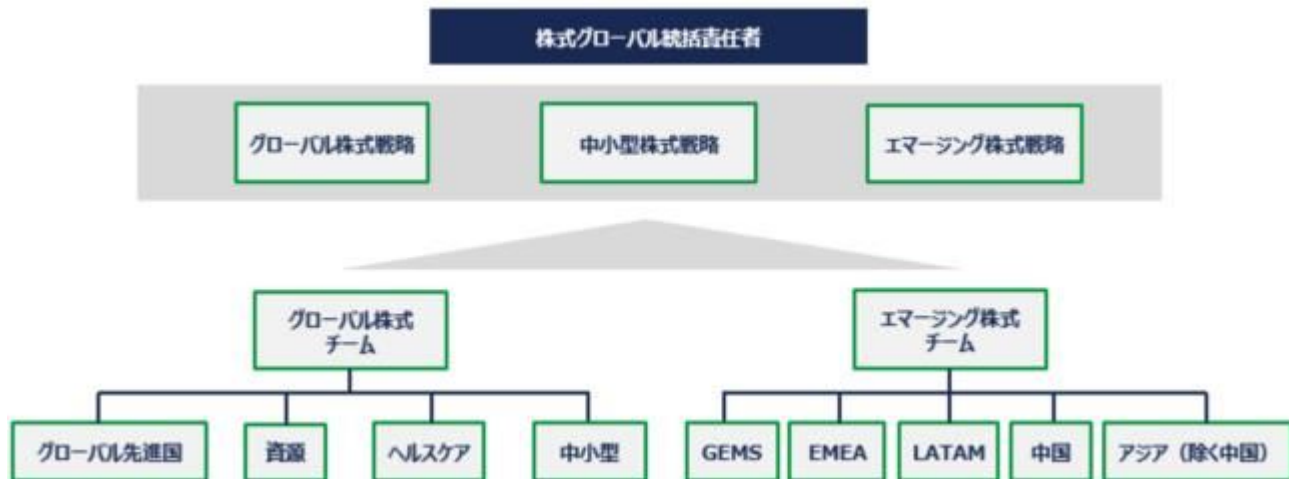 株式グローバル統括責任者
グローバル株式戦略
中小型株式戦略
エマージング株式戦略
グローバル株式
チーム
エマージング株式
チーム
グローバル先進国
資源
ヘルスケア
中小型
GEMS
EMEA
LATAM
中国
アジア（除く中国）